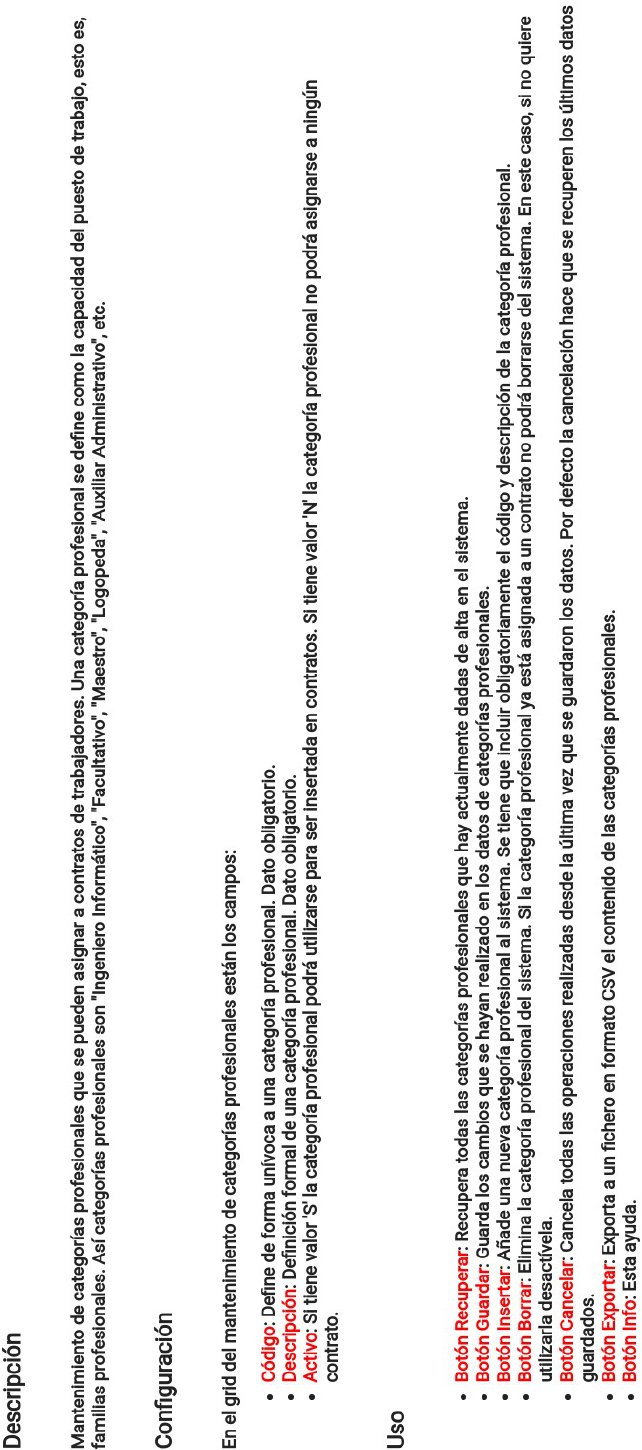 Descripción
Mantenimiento de categorías profesionales que se pueden asignar a contratos de trabajadores. Una categoría profesional se define como la capacidad del puesto de trabajo, esto es,
familias profesionales. Así categorías profesionales son "Ingeniero Informático", "Facultativo", "Maestro", "Logopeda", "Auxiliar Administrativo", etc.
Configuración
En el grid del mantenimiento de categorías profesionales están los campos:
• Código: Define de forma unívoca a una categoría profesional. Dato obligatorio.
• Descripción: Definición formal de una categoría profesional. Dato obligatorio.
• Activo: Si tiene valor 'S' la categoría profesional podrá utilizarse para ser insertada en contratos. Si tiene valor 'N' la categoría profesional no podrá asignarse a ningún
contrato.
Uso
• Botón Recuperar: Recupera todas las categorías profesionales que hay actualmente dadas de alta en el sistema.
• Botón Guardar: Guarda los cambios que se hayan realizado en los datos de categorías profesionales.
• Botón Insertar: Añade una nueva categoría profesional al sistema. Se tiene que incluir obligatoriamente el código y descripción de la categoría profesional.
• Botón Borrar: Elimina la categoría profesional del sistema. Si la categoría profesional ya está asignada a un contrato no podrá borrarse del sistema. En este caso, si no quiere
utilizarla desactívela.
• Botón Cancelar: Cancela todas las operaciones realizadas desde la última vez que se guardaron los datos. Por defecto la cancelación hace que se recuperen los últimos datos
guardados.
• Botón Exportar: Exporta a un fichero en formato CSV el contenido de las categorías profesionales.
• Botón Info: Esta ayuda.